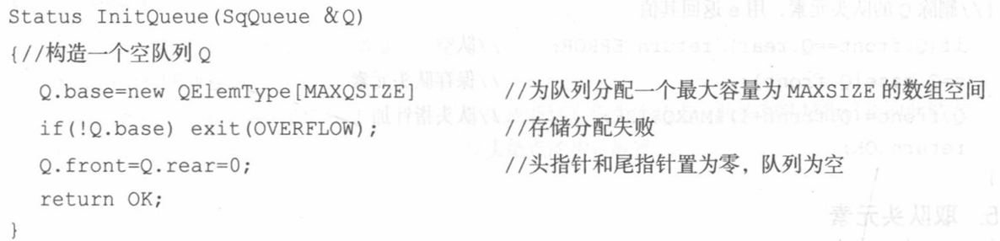 Status InitQueue(SqQueue &Q)
{//构造一个空队列 Q
Q.base=new QElemType[MAXQSIZE] //为队列分配一个最大容量为 MAXSIZE 的数组空间
if(!Q.base) exit(OVERFLOW); //存储分配失败
Q.front=Q.rear=0; //头指针和尾指针置为零，队列为空
return OK;
}